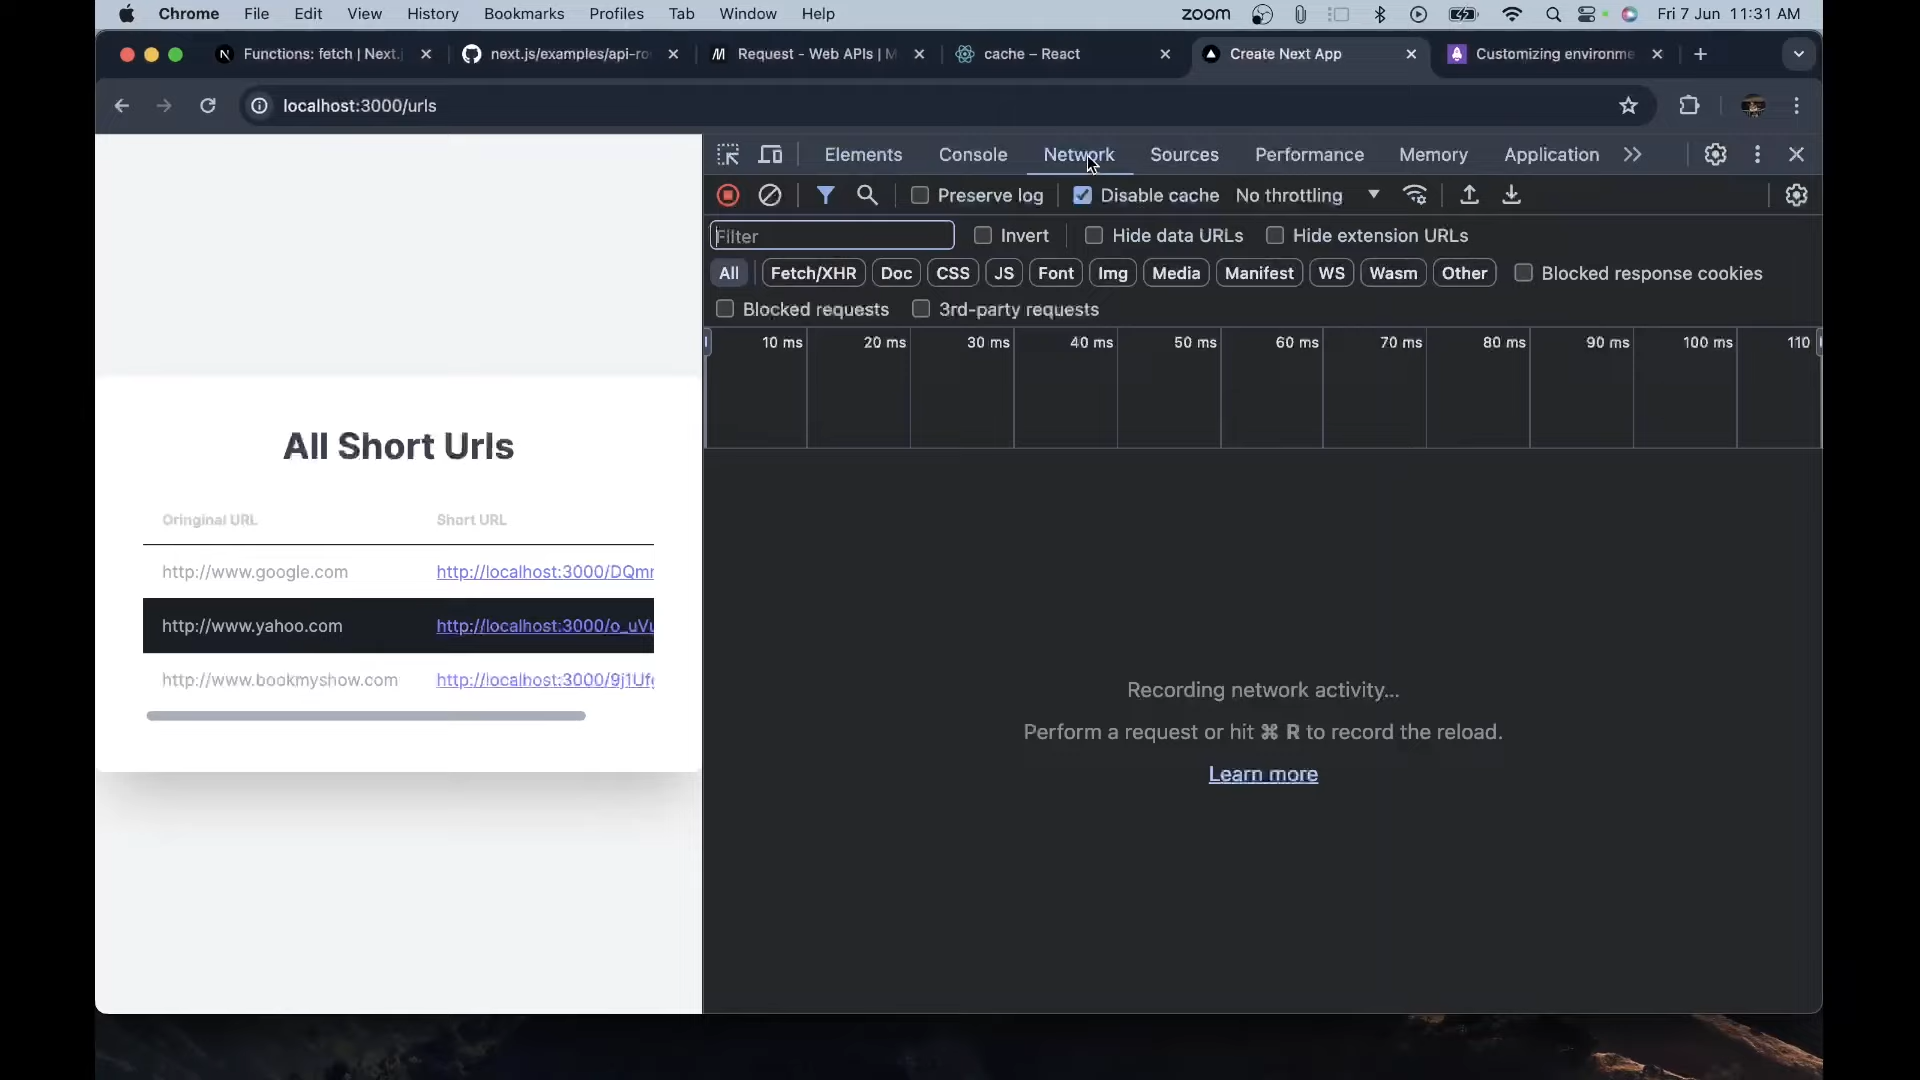 Chrome File Edit View History Bookmarks Profiles Tab Window Help zoom Fri 7 Jun 11:31 AM
Functions: fetch | Next. next.js/examples/api-ro Request - Web APIs | M cache – React Create Next App Customizing environme
localhost:3000/urls
Elements Console Network Sources Performance Memory Application
Preserve log Disable cache No throttling
Filter Invert Hide data URLs Hide extension URLs
All Fetch/XHR Doc CSS JS Font Img Media Manifest WS Wasm Other Blocked response cookies
Blocked requests 3rd-party requests
10 ms 20 ms 30 ms 40 ms 50 ms 60 ms 70 ms 80 ms 90 ms 100 ms 110
All Short Urls
Oringinal URL Short URL
http://www.google.com http://localhost:3000/DQm
http://www.yahoo.com http://localhost:3000/o_uV
http://www.bookmyshow.com http://localhost:3000/9j1Uf
Recording network activity...
Perform a request or hit ⌘ R to record the reload.
Learn more